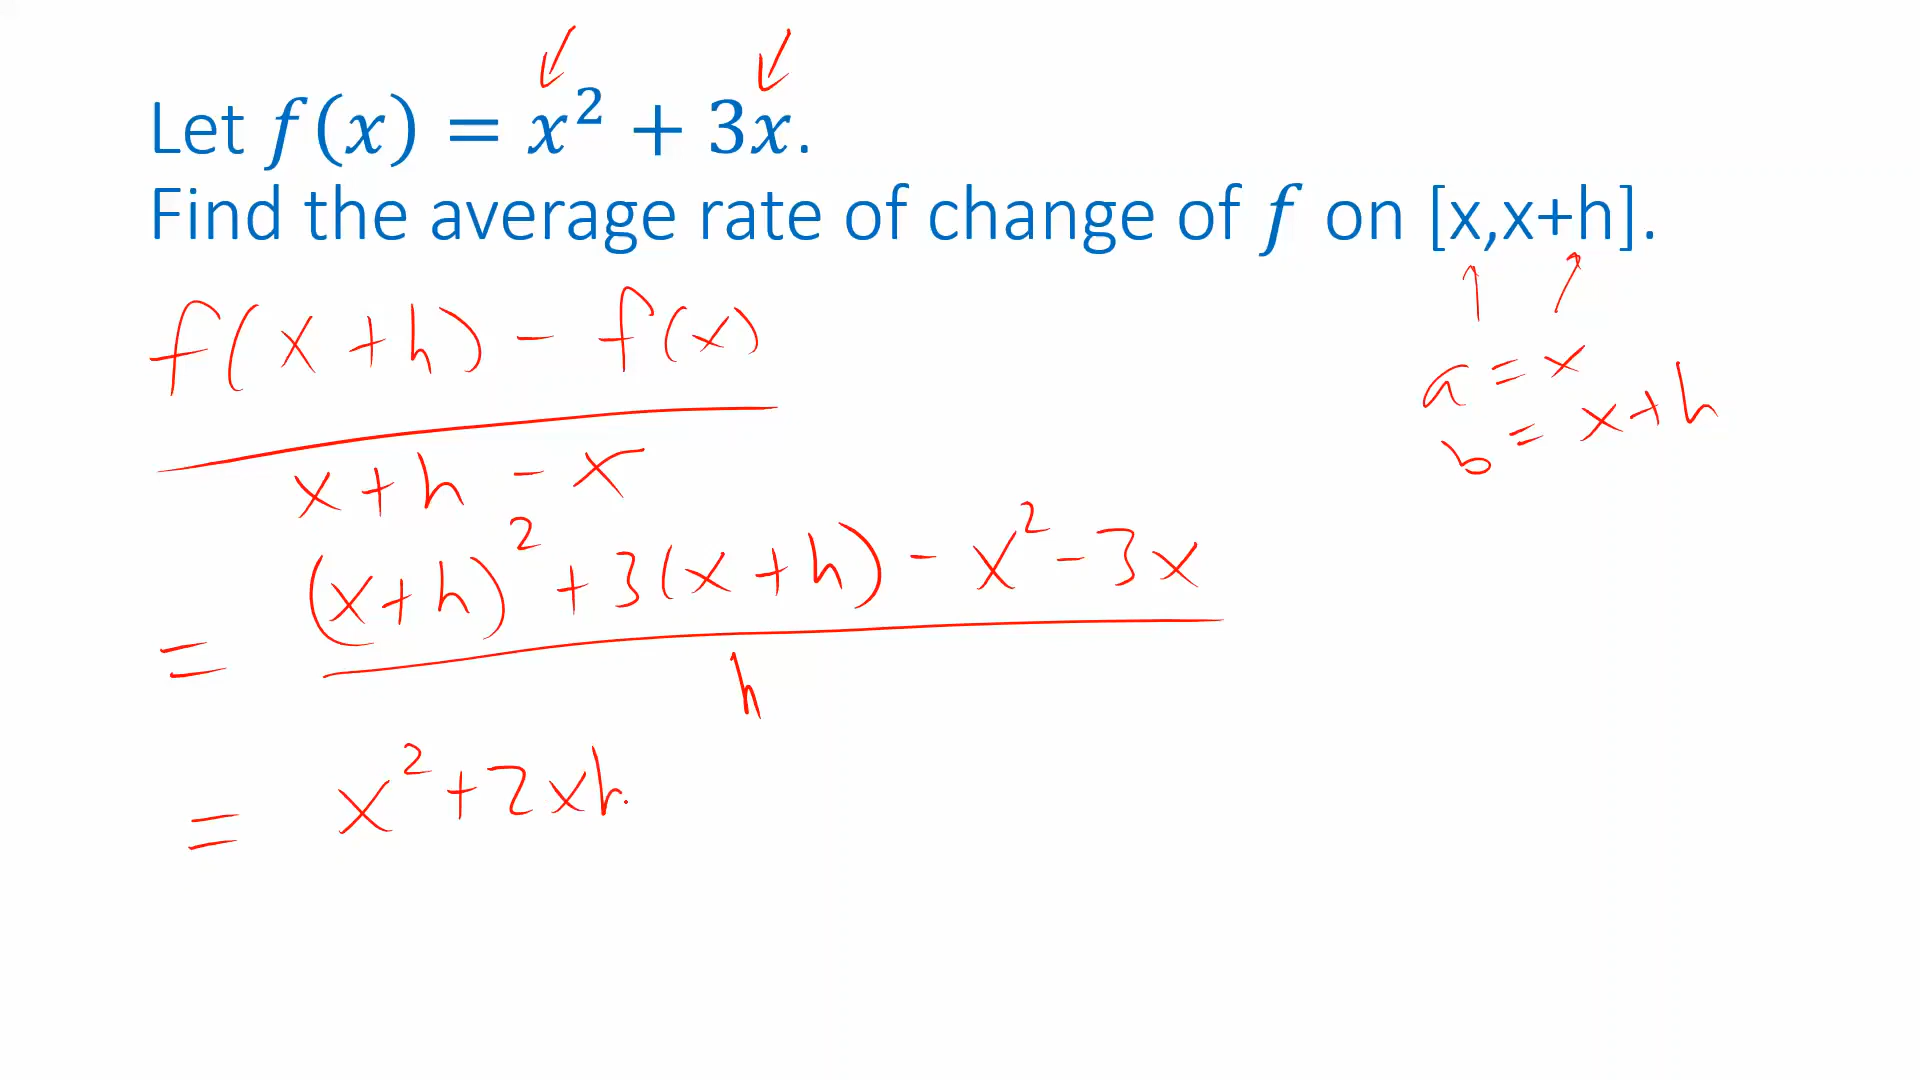 Let f(x) = x² + 3x.
Find the average rate of change of f on [x,x+h].
f(x+h) - f(x)
x+h - x
a = x
b = x+h
= (x+h)² + 3(x+h) - x² - 3x
h
= x² + 2xh